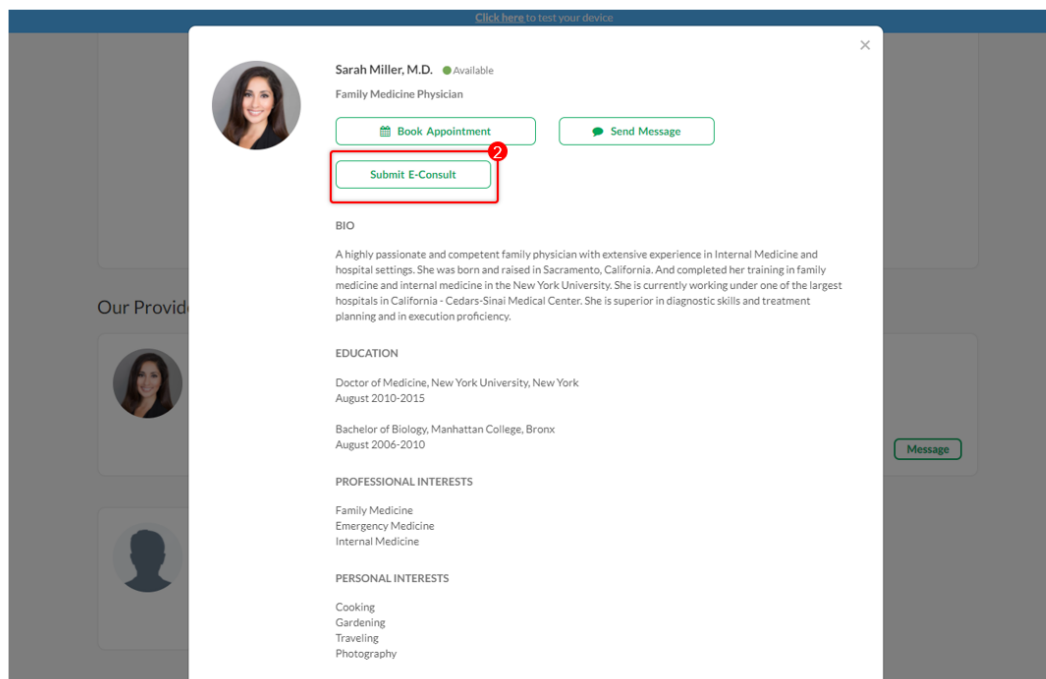 Click here to test your device
Sarah Miller, M.D. Available
Family Medicine Physician
Book Appointment
Send Message
2
Submit E-Consult
BIO
A highly passionate and competent family physician with extensive experience in Internal Medicine and
hospital settings. She was born and raised in Sacramento, California. And completed her training in family
medicine and internal medicine in the New York University. She is currently working under one of the largest
hospitals in California - Cedars-Sinai Medical Center. She is superior in diagnostic skills and treatment
planning and in execution proficiency.
Our Provid
EDUCATION
Doctor of Medicine, New York University, New York
August 2010-2015
Bachelor of Biology, Manhattan College, Bronx
August 2006-2010
Message
PROFESSIONAL INTERESTS
Family Medicine
Emergency Medicine
Internal Medicine
PERSONAL INTERESTS
Cooking
Gardening
Traveling
Photography